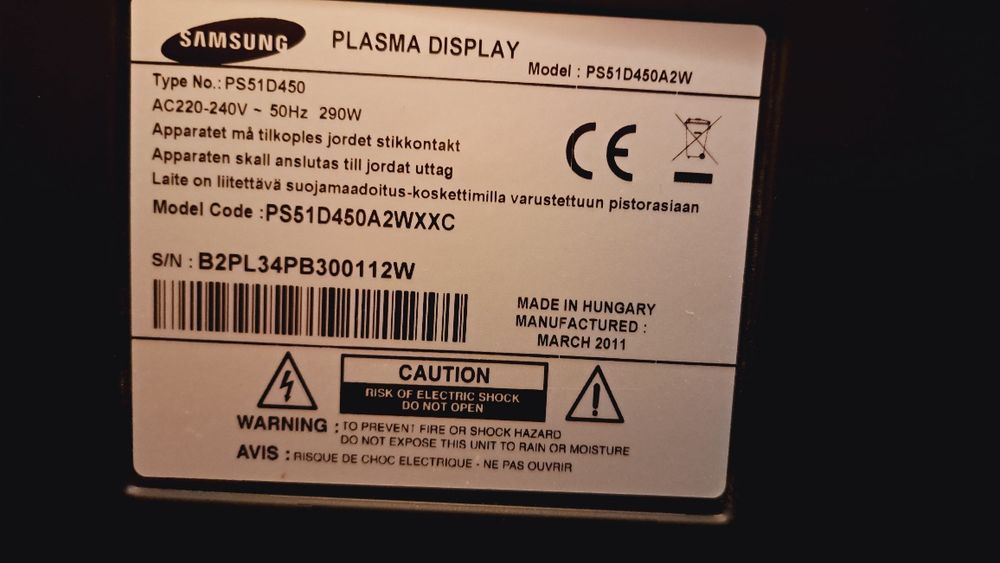 SAMSUNG PLASMA DISPLAY
Model : PS51D450A2W
Type No.: PS51D450
AC220-240V ~ 50Hz 290W
Apparatet må tilkoples jordet stikkontakt
Apparaten skall anslutas till jordat uttag
Laite on liitettävä suojamaadoitus-koskettimilla varustettuun pistorasiaan
Model Code : PS51D450A2WXXC
CE
S/N : B2PL34PB300112W
MADE IN HUNGARY
MANUFACTURED :
MARCH 2011
CAUTION
RISK OF ELECTRIC SHOCK
DO NOT OPEN
WARNING : TO PREVENT FIRE OR SHOCK HAZARD
DO NOT EXPOSE THIS UNIT TO RAIN OR MOISTURE
AVIS : RISQUE DE CHOC ELECTRIQUE - NE PAS OUVRIR